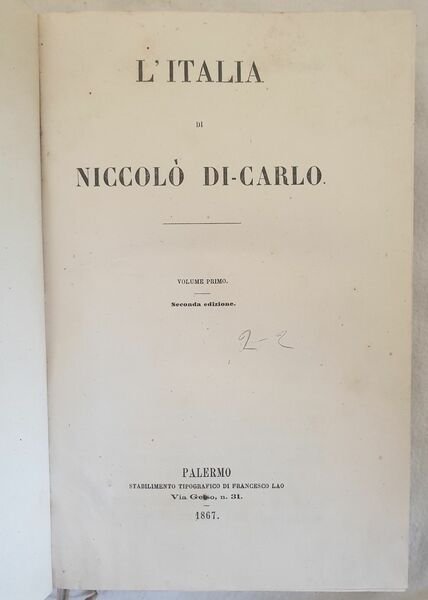 L'ITALIA
DI
NICCOLÒ DI-CARLO.
VOLUME PRIMO.
Seconda edizione.
2-2
PALERMO
STABILIMENTO TIPOGRAFICO DI FRANCESCO LAO
Via Gelso, n. 31.
1867.